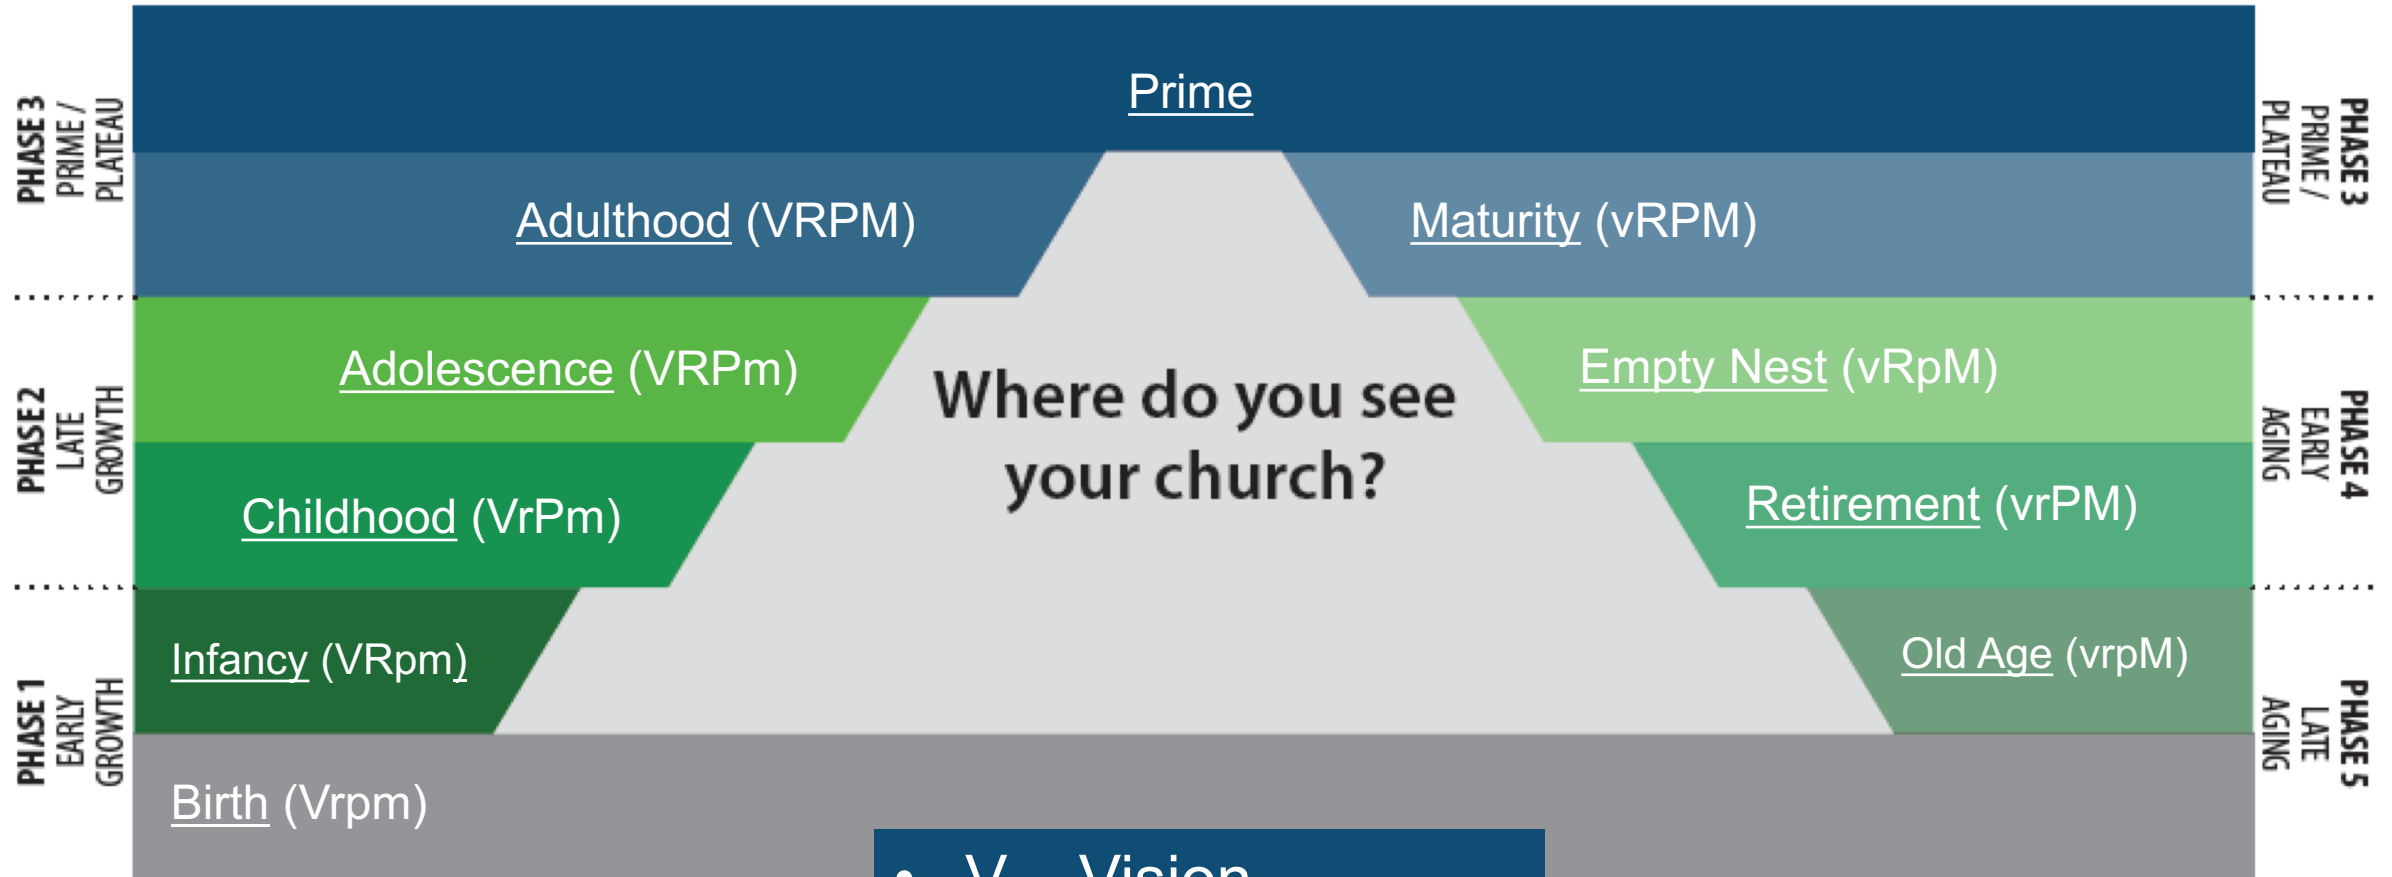 Prime
PHASE 3
PRIME /
PLATEAU
Adulthood (VRPM)
Maturity (vRPM)
PHASE 3
PRIME /
PLATEAU
PHASE 2
LATE
GROWTH
Adolescence (VRPm)
Where do you see
your church?
Empty Nest (vRpM)
Childhood (VrPm)
Retirement (vrPM)
PHASE 4
EARLY
AGING
PHASE 1
EARLY
GROWTH
Infancy (VRpm)
Old Age (vrpM)
PHASE 5
LATE
AGING
Birth (Vrpm)
• V – Vision